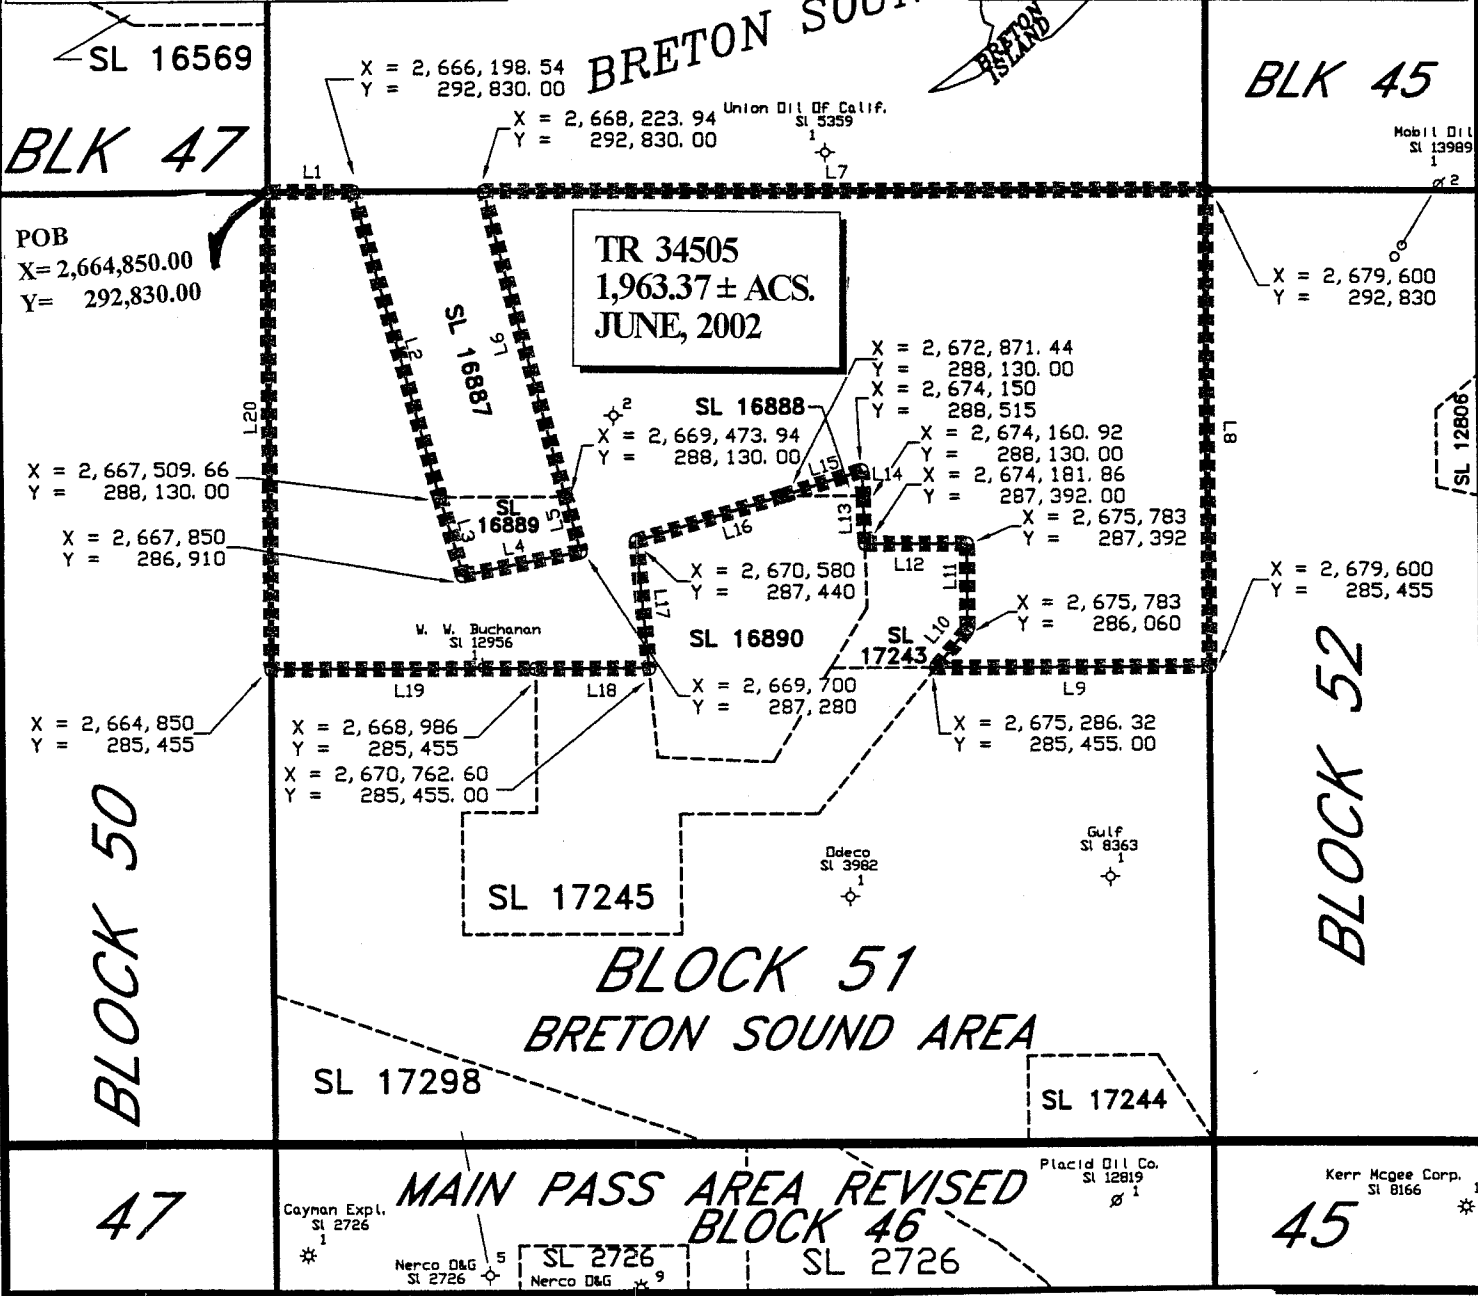 SL 16569
BLK 47
X = 2,666,198.54
Y = 292,830.00
BRETON
X = 2,668,223.94
Y = 292,830.00
Union Oil Of Calif.
Sl 5359
1
BRETON
ISLAND
BLK 45
Mobil Oil
Sl 13989
1
2
L1
L7
POB
X= 2,664,850.00
Y= 292,830.00
TR 34505
1,963.37 ± ACS.
JUNE, 2002
X = 2,679,600
Y = 292,830
SL 16887
L2
L6
L20
L8
X = 2,672,871.44
Y = 288,130.00
X = 2,674,150
Y = 288,515
2
SL 16888
X = 2,669,473.94
Y = 288,130.00
X = 2,674,160.92
Y = 288,130.00
X = 2,674,181.86
Y = 287,392.00
SL 12806
X = 2,667,509.66
Y = 288,130.00
L15
L14
L13
L16
SL
16889
L5
L3
L4
X = 2,675,783
Y = 287,392
X = 2,667,850
Y = 286,910
L12
L11
X = 2,670,580
Y = 287,440
X = 2,679,600
Y = 285,455
L17
X = 2,675,783
Y = 286,060
W. W. Buchanan
Sl 12956
1
SL 16890
SL
17243
L10
L19
L18
L9
X = 2,669,700
Y = 287,280
X = 2,664,850
Y = 285,455
X = 2,668,986
Y = 285,455
X = 2,675,286.32
Y = 285,455.00
X = 2,670,762.60
Y = 285,455.00
BLOCK 50
BLOCK 52
Odeco
Sl 3982
1
Gulf
Sl 8363
1
SL 17245
BLOCK 51
BRETON SOUND AREA
SL 17298
SL 17244
47
Cayman Expl.
Sl 2726
1
MAIN PASS AREA REVISED
BLOCK 46
Placid Oil Co.
Sl 12819
1
45
Kerr Mcgee Corp.
Sl 8166
1
Nerco O&G
Sl 2726
5
SL 2726
Nerco O&G
9
SL 2726